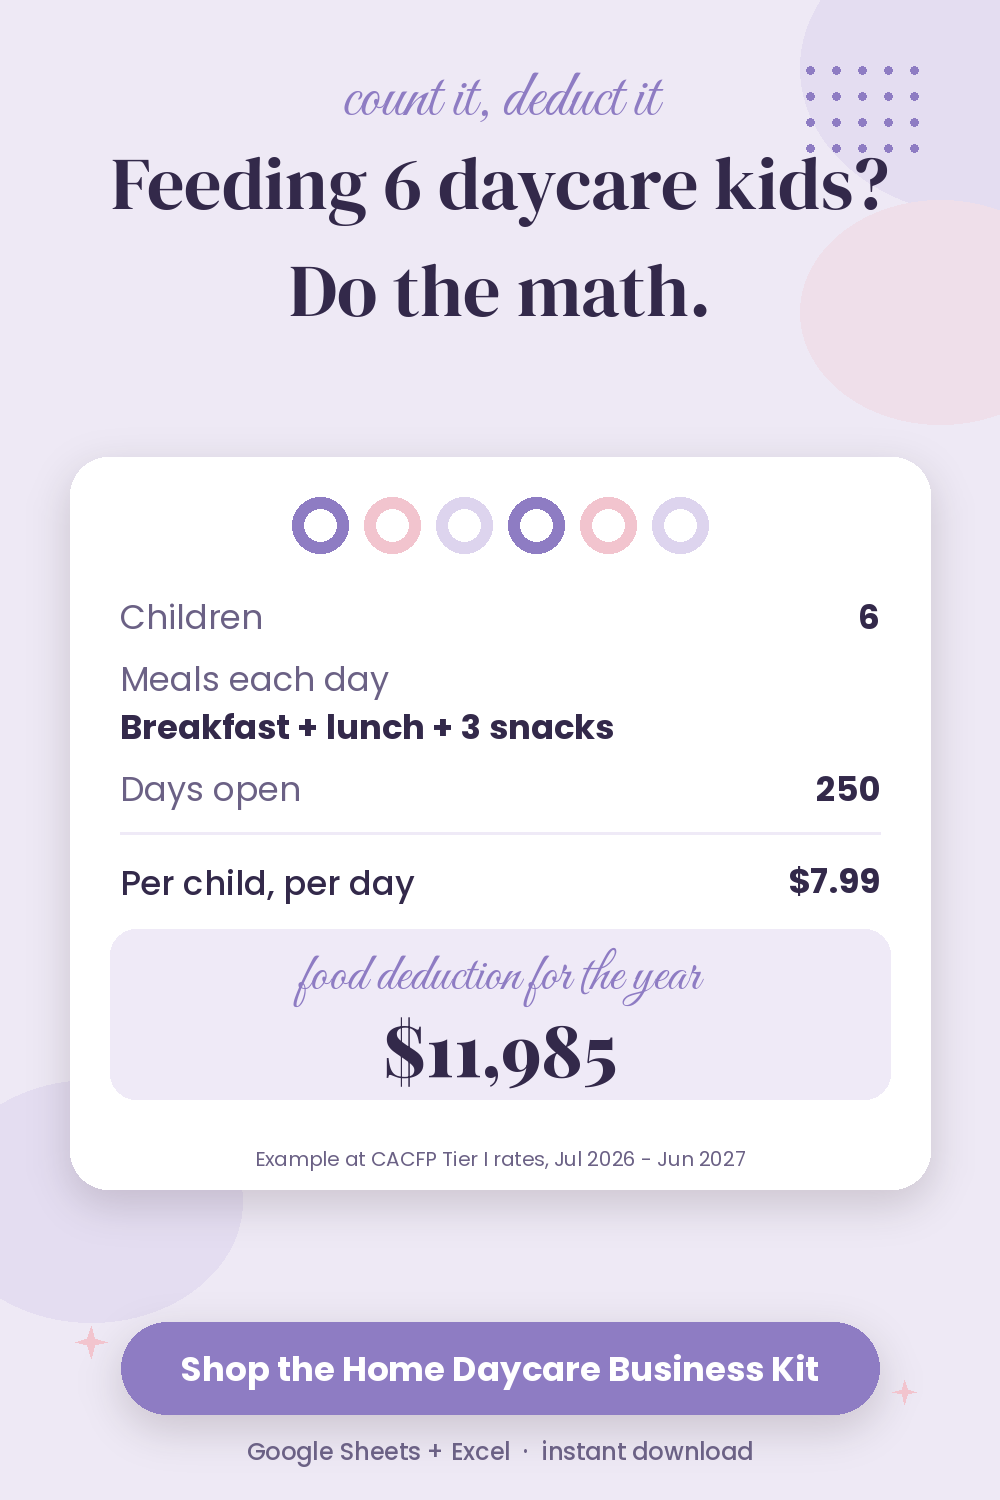 count it, deduct it
Feeding 6 daycare kids?
Do the math.
Children 6
Meals each day
Breakfast + lunch + 3 snacks
Days open 250
Per child, per day $7.99
food deduction for the year
$11,985
Example at CACFP Tier I rates, Jul 2026 - Jun 2027
Shop the Home Daycare Business Kit
Google Sheets + Excel · instant download